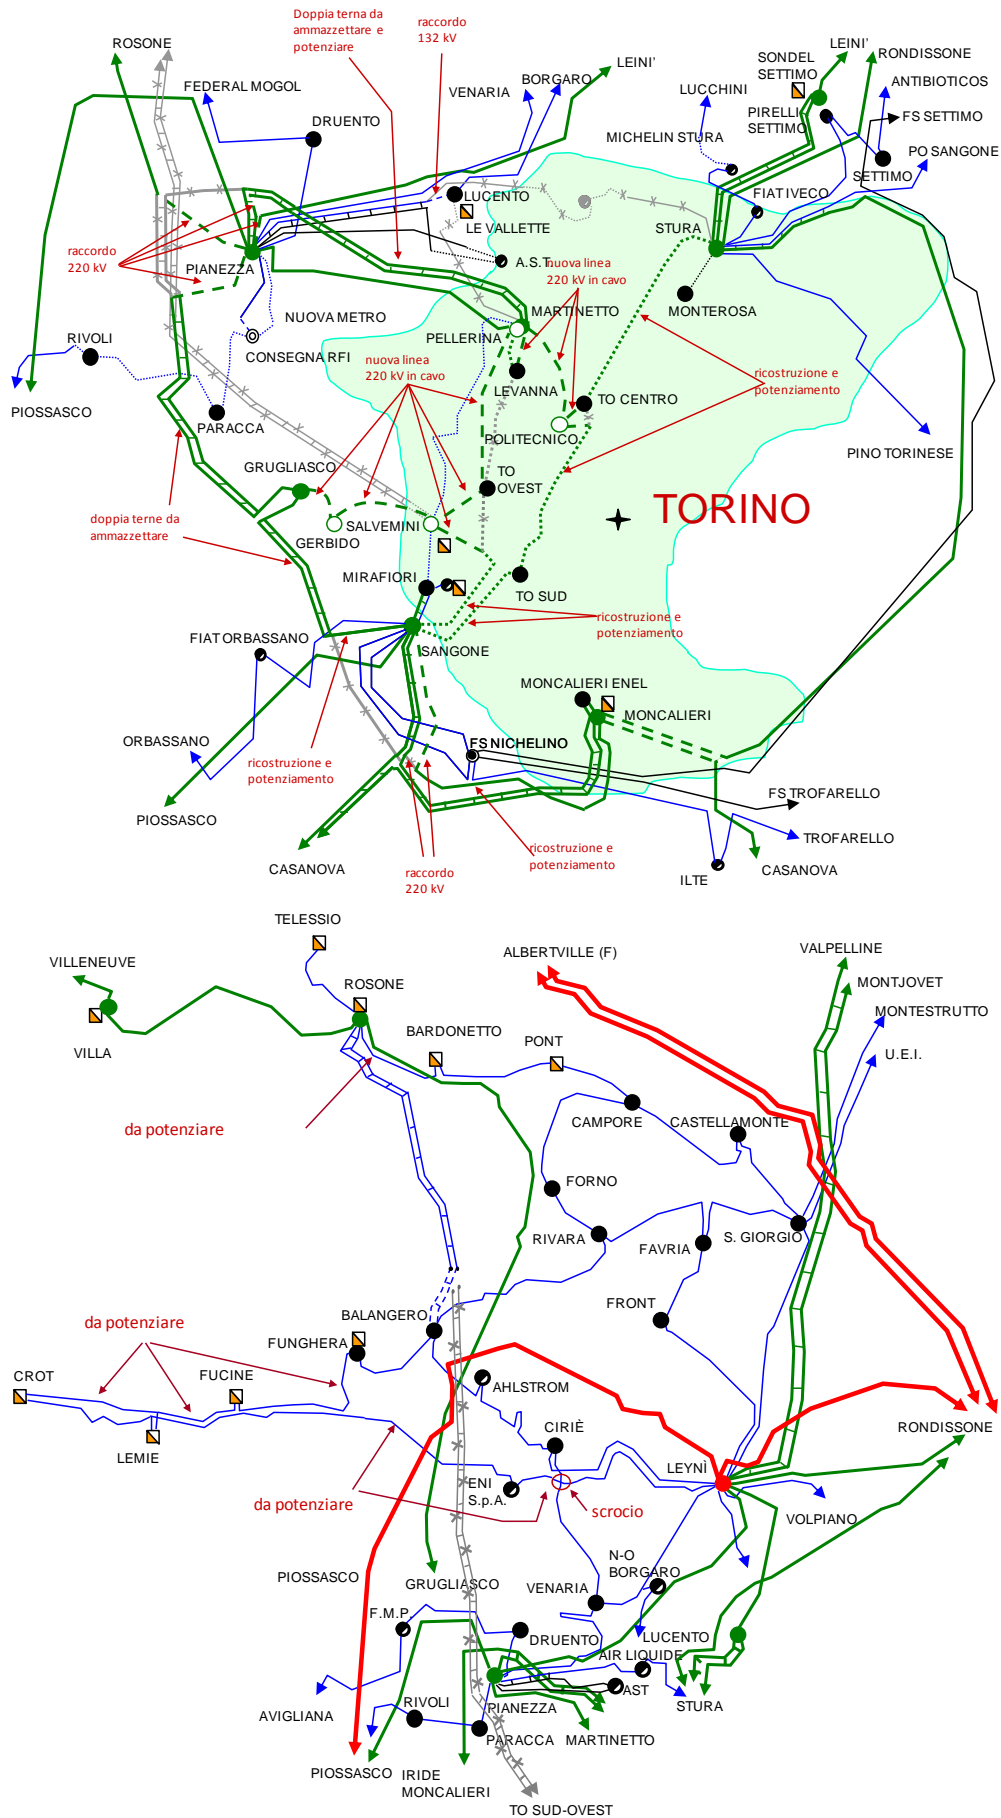 Doppia terna da
ammazzettare e
potenziare
raccordo
132 kV
ROSONE
FEDERAL MOGOL
DRUENTO
VENARIA
BORGARO
LEINI'
LUCCHINI
MICHELIN STURA
SONDEL
SETTIMO
LEINI'
RONDISSONE
ANTIBIOTICOS
PIRELLI
SETTIMO
FS SETTIMO
SETTIMO
PO SANGONE
LUCENTO
LE VALLETTE
FIAT IVECO
STURA
raccordo
220 kV
PIANEZZA
A.S.T.
nuova linea
220 kV in cavo
MONTEROSA
NUOVA METRO
CONSEGNA RFI
MARTINETTO
PELLERINA
RIVOLI
PIOSSASCO
PARACCA
nuova linea
220 kV in cavo
LEVANNA
TO CENTRO
POLITECNICO
ricostruzione e
potenziamento
PINO TORINESE
GRUGLIASCO
TO
OVEST
doppia terne da
ammazzettare
SALVEMINI
GERBIDO
TORINO
MIRAFIORI
TO SUD
ricostruzione e
potenziamento
FIAT ORBASSANO
SANGONE
MONCALIERI ENEL
MONCALIERI
ORBASSANO
ricostruzione e
potenziamento
FS NICHELINO
PIOSSASCO
FS TROFARELLO
TROFARELLO
CASANOVA
raccordo
220 kV
ricostruzione e
potenziamento
ILTE
CASANOVA
TELESSIO
ALBERTVILLE (F)
VALPELLINE
VILLENEUVE
ROSONE
MONTJOVET
MONTESTRUTTO
VILLA
BARDONETTO
PONT
U.E.I.
da potenziare
CAMPORE
CASTELLAMONTE
FORNO
RIVARA
FAVRIA
S. GIORGIO
FRONT
BALANGERO
da potenziare
FUNGHERA
CROT
FUCINE
AHLSTROM
LEMIE
CIRIÈ
RONDISSONE
LEYNÌ
ENI
S.p.A.
da potenziare
scrocio
VOLPIANO
PIOSSASCO
GRUGLIASCO
VENARIA
N-O
BORGARO
F.M.P.
DRUENTO
LUCENTO
AIR LIQUIDE
AST
STURA
AVIGLIANA
RIVOLI
PIANEZZA
PARACCA
MARTINETTO
PIOSSASCO
IRIDE
MONCALIERI
TO SUD-OVEST